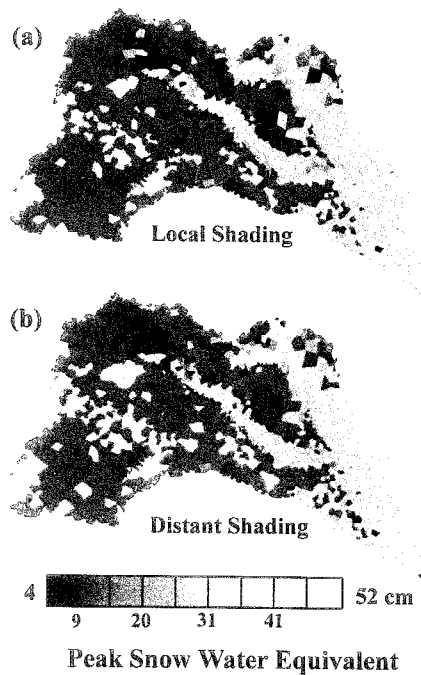 (a)
Local Shading
(b)
Distant Shading
4 52 cm
9 20 31 41
Peak Snow Water Equivalent